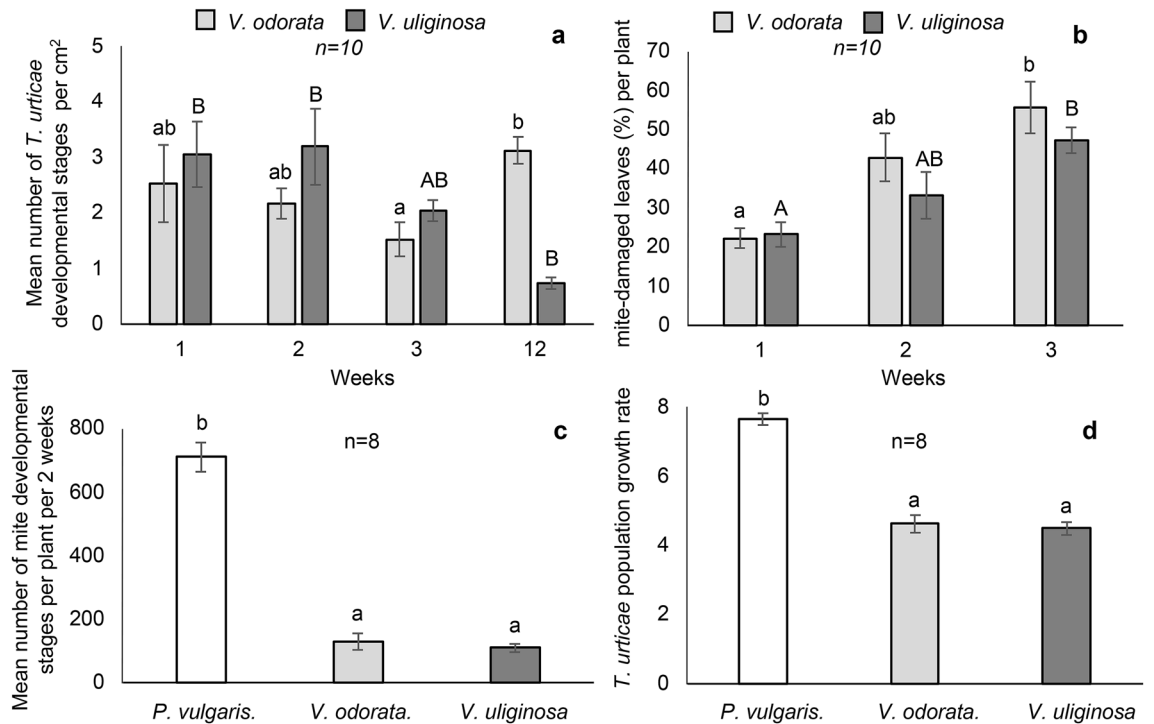 V. odorata V. uliginosa
n=10
a
Mean number of T. urticae
developmental stages per cm2
5
4
3
2
1
0
ab B
ab B
a AB
b B
1 2 3 12
Weeks
V. odorata V. uliginosa
n=10
b
mite-damaged leaves (%) per plant
70
60
50
40
30
20
10
0
a A
ab AB
b B
1 2 3
Weeks
Mean number of mite developmental
stages per plant per 2 weeks
800
600
400
200
0
n=8
c
b
a
a
P. vulgaris. V. odorata. V. uliginosa
T. urticae population growth rate
8
6
4
2
0
n=8
d
b
a
a
P. vulgaris. V. odorata V. uliginosa